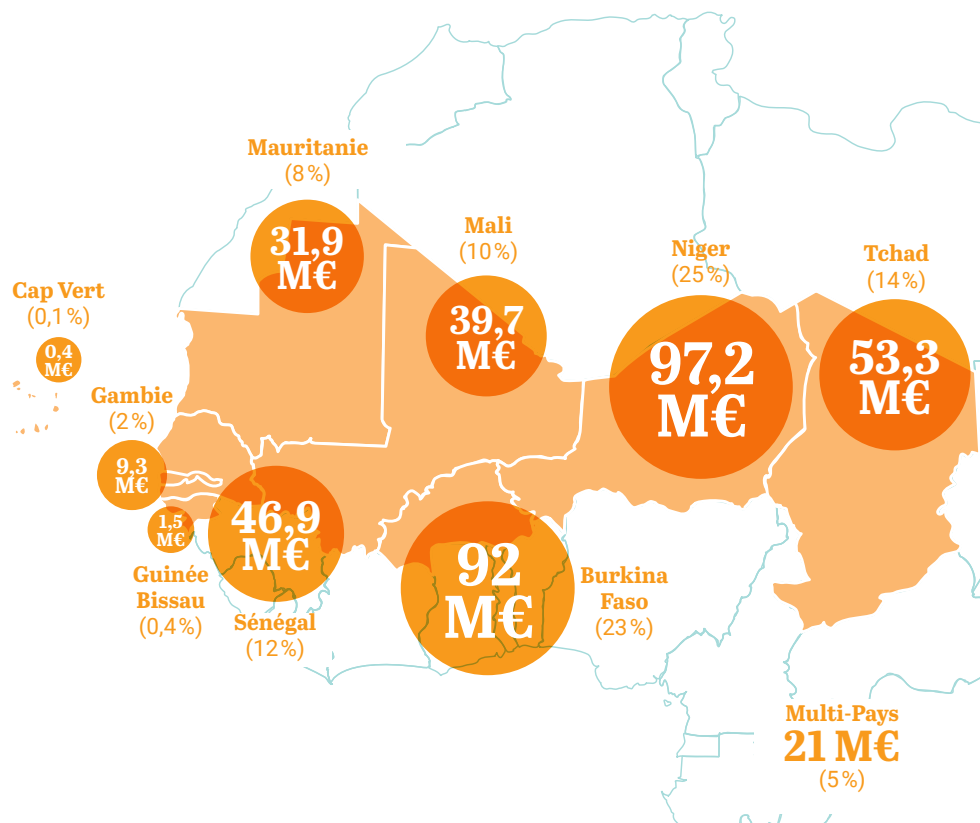 Mauritanie
(8 %)
31,9
M€
Mali
(10 %)
39,7
M€
Niger
(25 %)
97,2
M€
Tchad
(14 %)
53,3
M€
Cap Vert
(0,1 %)
0,4
M€
Gambie
(2 %)
9,3
M€
1,5
M€
Guinée
Bissau
(0,4 %)
46,9
M€
Sénégal
(12 %)
92
M€
Burkina
Faso
(23 %)
Multi-Pays
21 M€
(5 %)